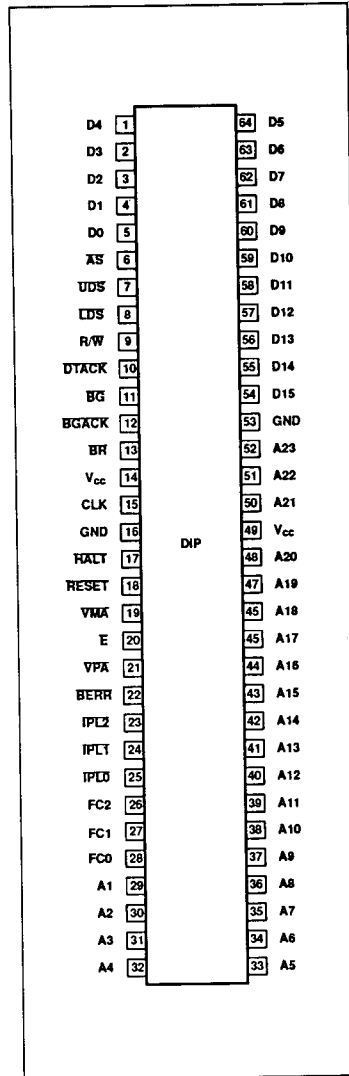 D4 1 64 D5
D3 2 63 D6
D2 3 62 D7
D1 4 61 D8
D0 5 60 D9
AS 6 59 D10
UDS 7 58 D11
LDS 8 57 D12
R/W 9 56 D13
DTACK 10 55 D14
BG 11 54 D15
BGACK 12 53 GND
BR 13 52 A23
Vcc 14 51 A22
CLK 15 50 A21
GND 16 49 Vcc
HALT 17 48 A20
DIP
RESET 18 47 A19
VMA 19 45 A18
E 20 45 A17
VPA 21 44 A16
BERR 22 43 A15
IPL2 23 42 A14
IPL1 24 41 A13
IPL0 25 40 A12
FC2 26 39 A11
FC1 27 38 A10
FC0 28 37 A9
A1 29 36 A8
A2 30 35 A7
A3 31 34 A6
A4 32 33 A5